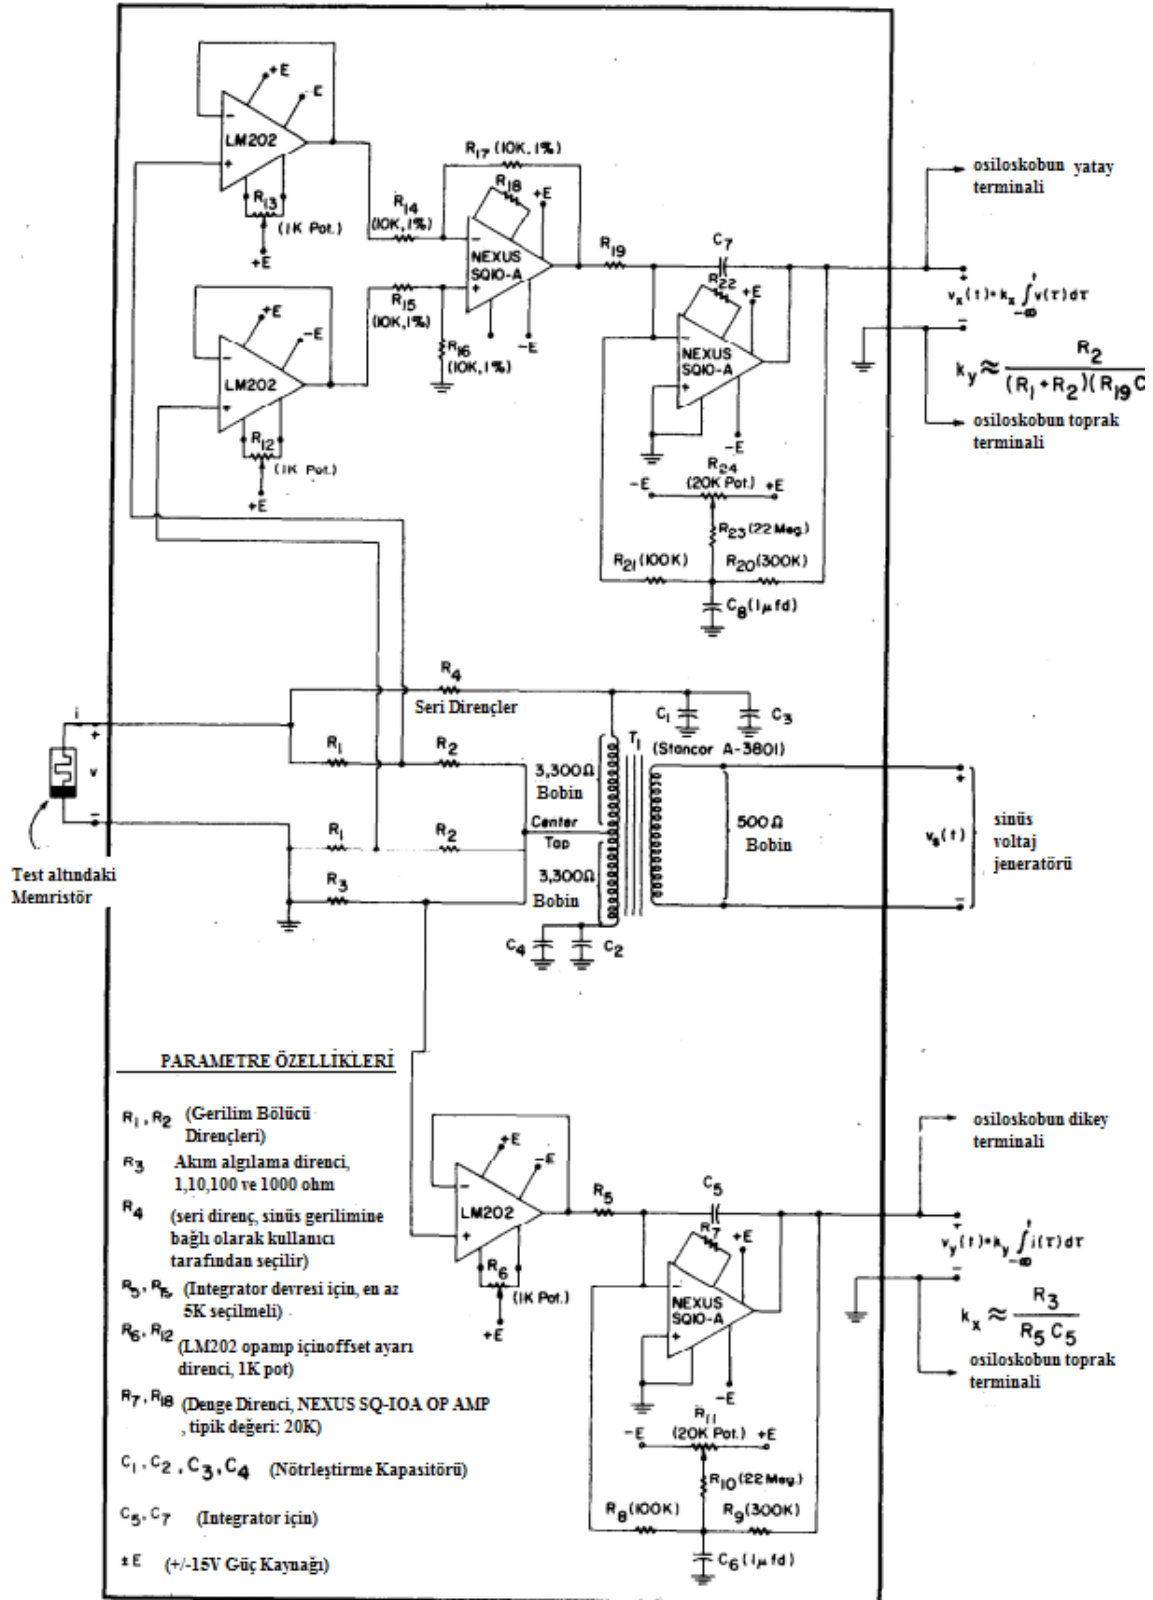 +E
-E
LM202
R13
(1K Pot.)
+E
R17 (10K, 1%)
R18
+E
R14
(10K, 1%)
NEXUS
SQ10-A
R15
(10K, 1%)
R16
(10K, 1%)
-E
+E
-E
LM202
R12
(1K Pot.)
+E
R19
C7
R22
+E
NEXUS
SQ10-A
-E
R24
(20K Pot.)
-E
+E
R23 (22 Meg.)
R21 (100K)
R20 (300K)
C8 (1μfd)
osiloskobun yatay
terminali
+
vx(t)=kx ∫ v(τ)dτ
t
-∞
-
ky ≈ R2
(R1+R2)(R19C
osiloskobun toprak
terminali
R4
Seri Dirençler
C1
C3
i
+
v
-
R1
R2
3,300Ω
Bobin
T1
(Stancor A-3801)
Center
Tap
500Ω
Bobin
+
vs(t)
-
sinüs
voltaj
jeneratörü
R1
R2
3,300Ω
Bobin
R3
C4
C2
Test altındaki
Memristör
PARAMETRE ÖZELLİKLERİ
R1, R2 (Gerilim Bölücü
Dirençleri)
R3 Akım algılama direnci,
1,10,100 ve 1000 ohm
R4 (seri direnç, sinüs gerilimine
bağlı olarak kullanıcı
tarafından seçilir)
R5, (Integrator devresi için, en az
5K seçilmeli)
R6, R12 (LM202 opamp içinoffset ayarı
direnci, 1K pot)
R7, R18 (Denge Direnci, NEXUS SQ-IOA OP AMP
, tipik değeri: 20K)
C1, C2, C3, C4 (Nötrleştirme Kapasitörü)
C5, C7 (Integrator için)
±E (+/-15V Güç Kaynağı)
+E
-E
LM202
R6
(1K Pot.)
+E
R5
C5
R7
+E
NEXUS
SQ10-A
-E
R11
(20K Pot.)
-E
+E
R10 (22 Meg.)
R8 (100K)
R9 (300K)
C6 (1μfd)
osiloskobun dikey
terminali
+
vy(t)=ky ∫ i(τ)dτ
t
-∞
-
kx ≈ R3
R5 C5
osiloskobun toprak
terminali